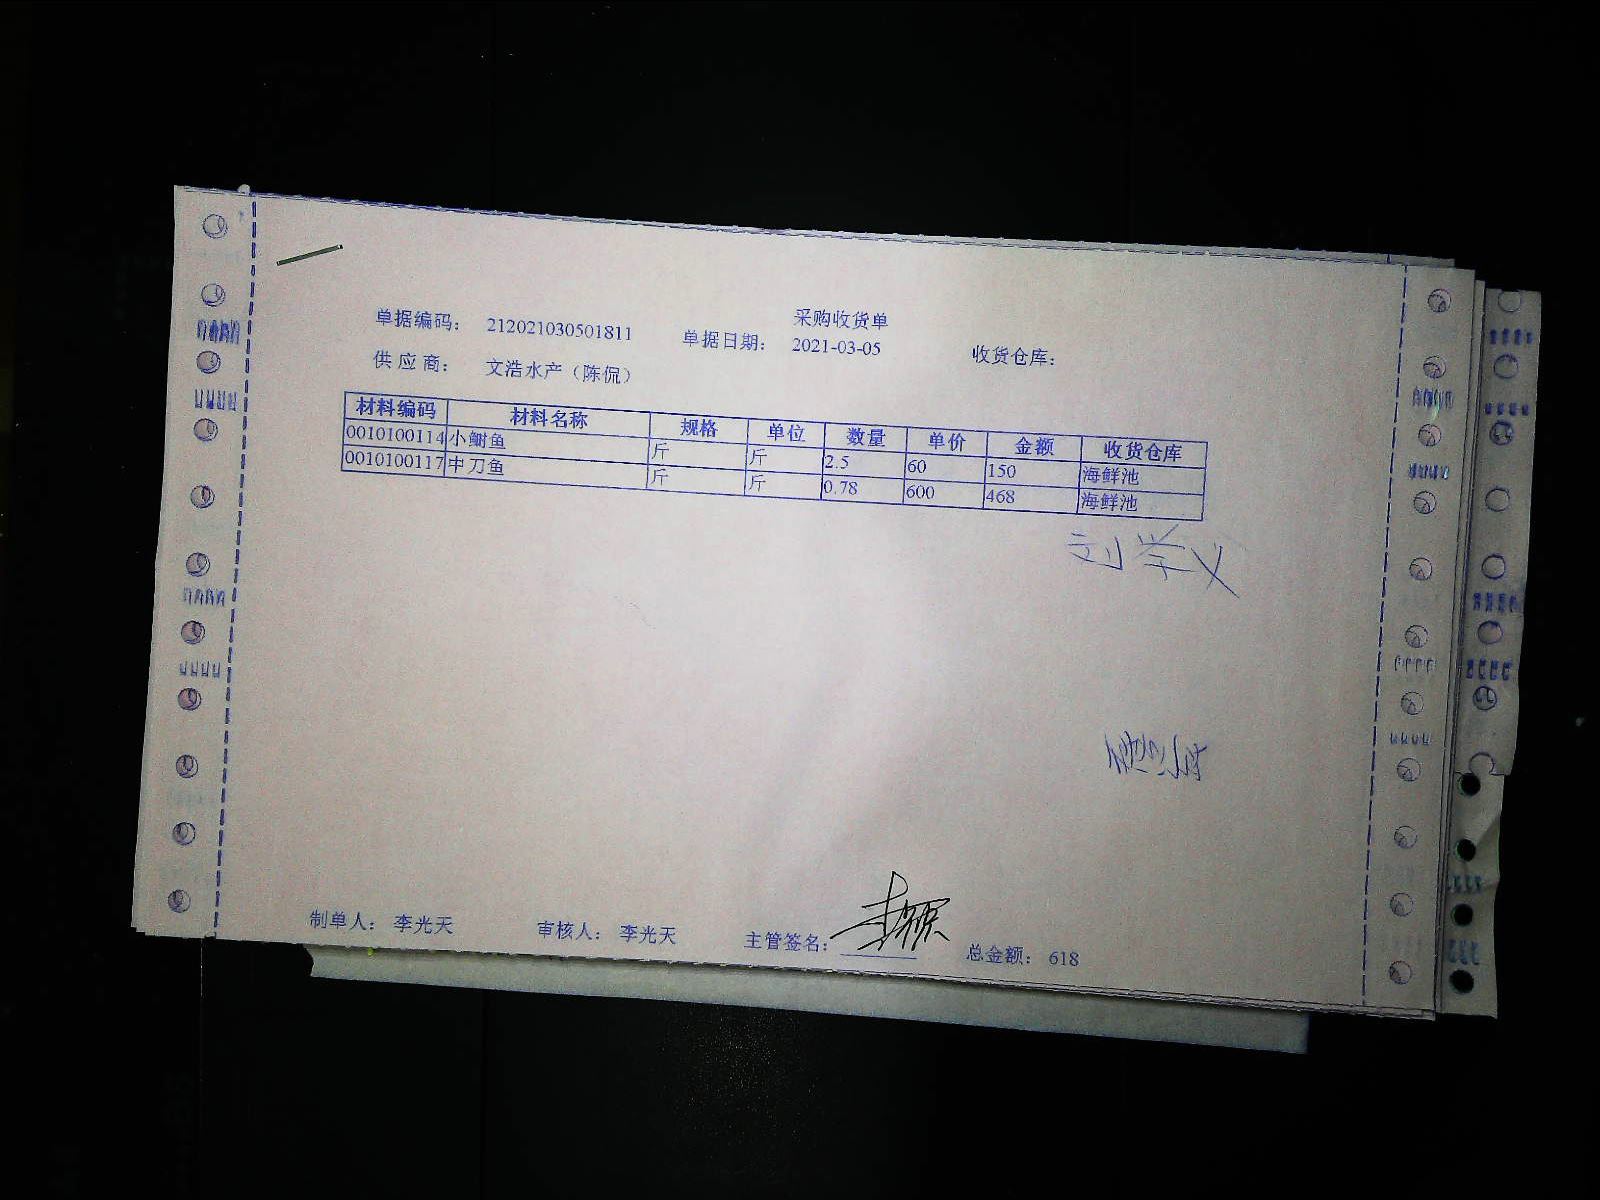 采购收货单
单据编码： 212021030501811 单据日期： 2021-03-05 收货仓库：
供应商： 文浩水产（陈侃）
材料编码 材料名称 规格 单位 数量 单价 金额 收货仓库
0010100114 小鲥鱼 斤 斤 2.5 60 150 海鲜池
0010100117 中刀鱼 斤 斤 0.78 600 468 海鲜池
刘学义
制单人： 李光天 审核人： 李光天 主管签名： 总金额： 618